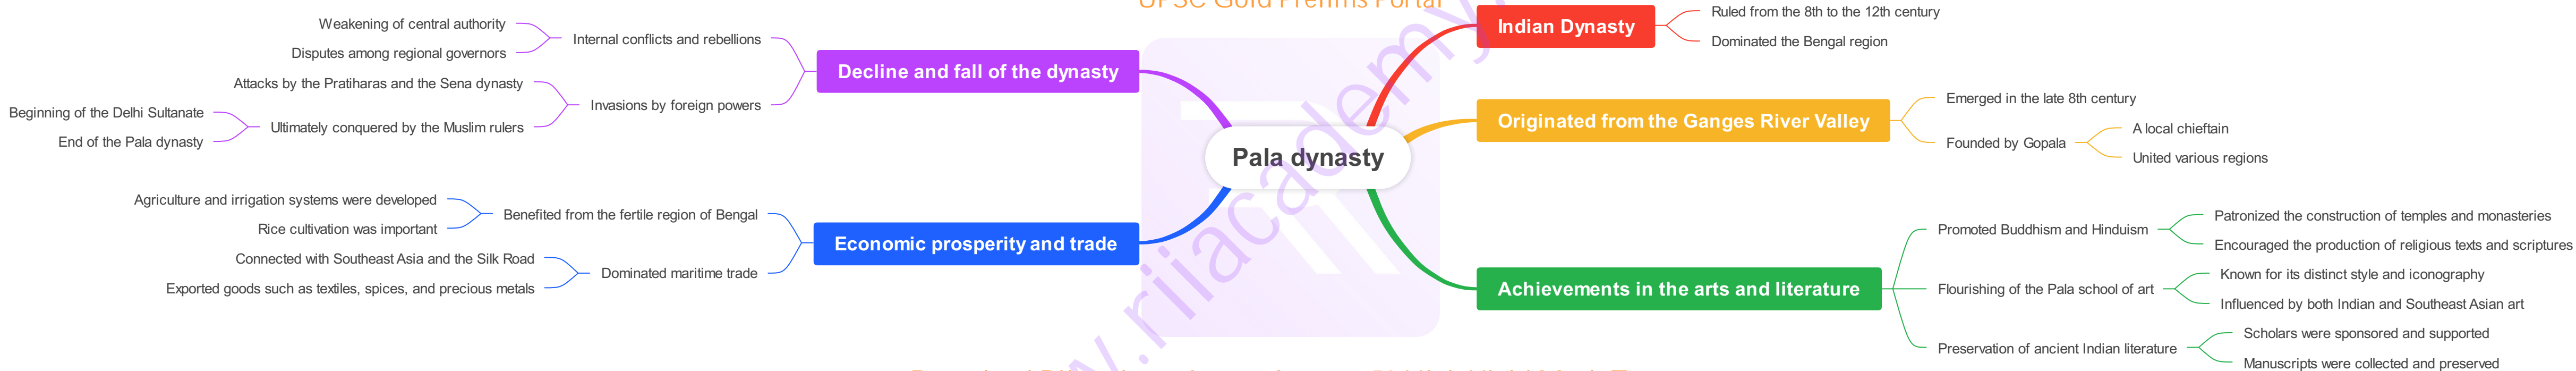 UPSC Gold Prelims Portal
Pala dynasty
Indian Dynasty
Ruled from the 8th to the 12th century
Dominated the Bengal region
Originated from the Ganges River Valley
Emerged in the late 8th century
Founded by Gopala
A local chieftain
United various regions
Achievements in the arts and literature
Promoted Buddhism and Hinduism
Patronized the construction of temples and monasteries
Encouraged the production of religious texts and scriptures
Flourishing of the Pala school of art
Known for its distinct style and iconography
Influenced by both Indian and Southeast Asian art
Preservation of ancient Indian literature
Scholars were sponsored and supported
Manuscripts were collected and preserved
Decline and fall of the dynasty
Internal conflicts and rebellions
Weakening of central authority
Disputes among regional governors
Invasions by foreign powers
Attacks by the Pratiharas and the Sena dynasty
Ultimately conquered by the Muslim rulers
Beginning of the Delhi Sultanate
End of the Pala dynasty
Economic prosperity and trade
Benefited from the fertile region of Bengal
Agriculture and irrigation systems were developed
Rice cultivation was important
Dominated maritime trade
Connected with Southeast Asia and the Silk Road
Exported goods such as textiles, spices, and precious metals